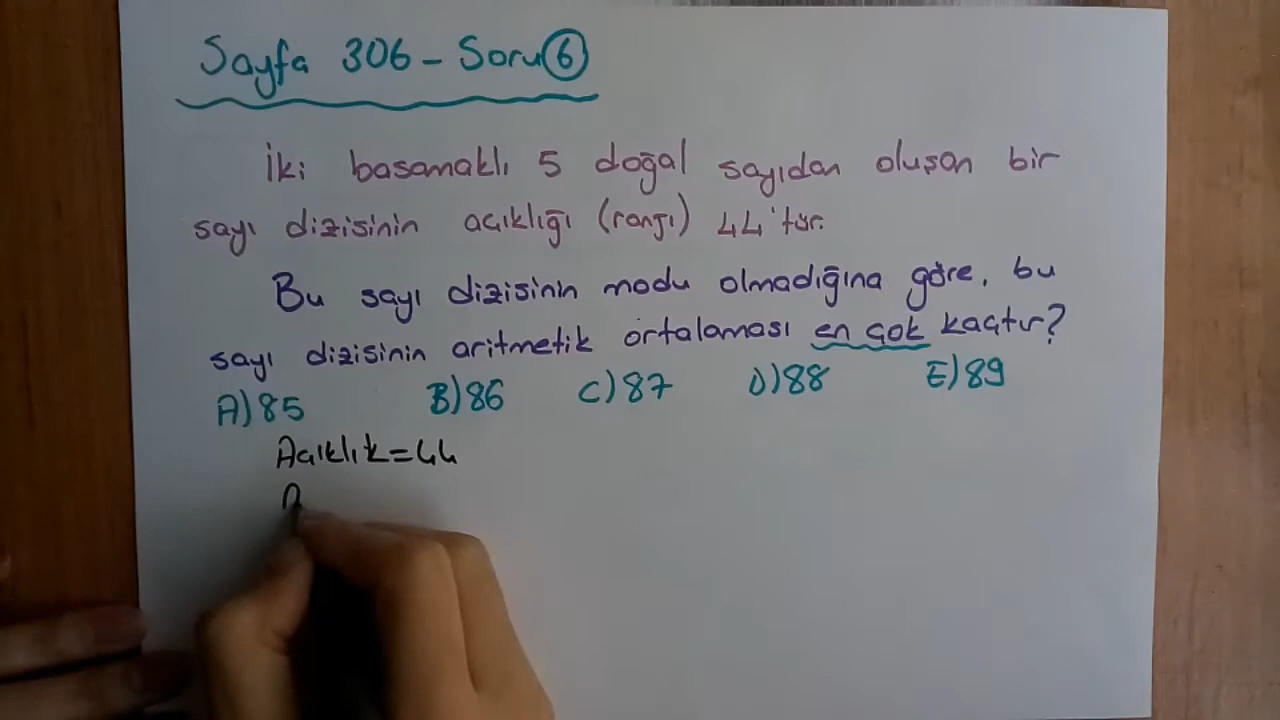 Sayfa 306 - Soru 6
İki basamaklı 5 doğal sayıdan oluşan bir
sayı dizisinin açıklığı (ranjı) 44'tür.
Bu sayı dizisinin modu olmadığına göre, bu
sayı dizisinin aritmetik ortalaması en çok kaçtır?
A) 85 B) 86 C) 87 D) 88 E) 89
Açıklık = 44